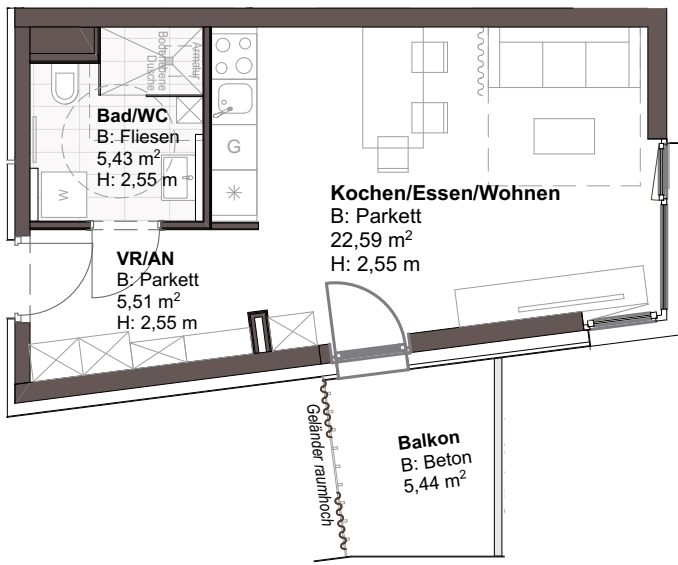 Armatur
Bodenebene
Dusche
Bad/WC
B: Fliesen
5,43 m²
H: 2,55 m
W
G
Kochen/Essen/Wohnen
B: Parkett
22,59 m²
H: 2,55 m
VR/AN
B: Parkett
5,51 m²
H: 2,55 m
Geländer raumhoch
Balkon
B: Beton
5,44 m²